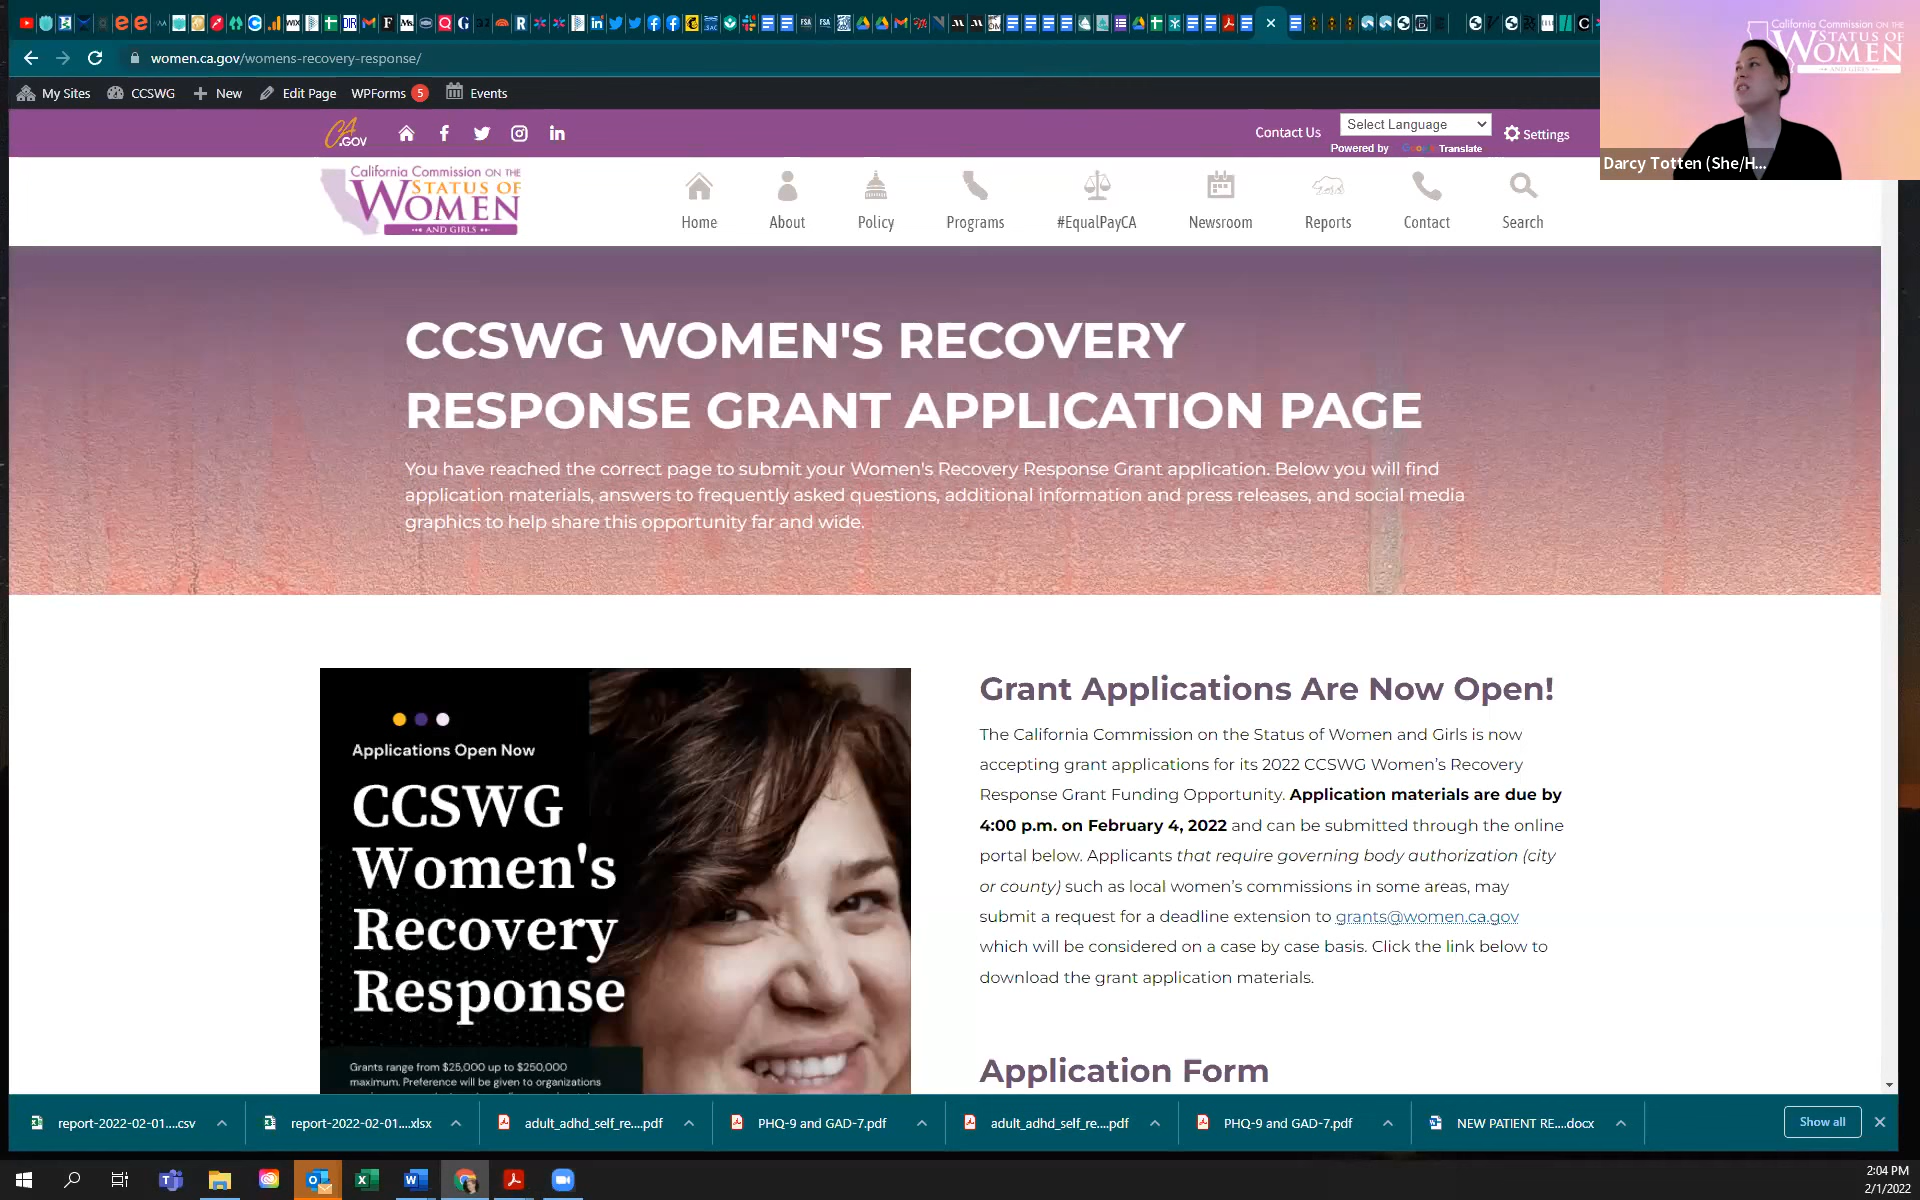 women.ca.gov/womens-recovery-response/
My Sites CCSWG New Edit Page WPForms 5 Events
CA.GOV
Contact Us Select Language Settings
Powered by Google Translate
California Commission ON THE
STATUS OF
WOMEN
AND GIRLS
Home About Policy Programs #EqualPayCA Newsroom Reports Contact Search
California Commission ON THE
STATUS OF
WOMEN
AND GIRLS
Darcy Totten (She/H...
CCSWG WOMEN'S RECOVERY
RESPONSE GRANT APPLICATION PAGE
You have reached the correct page to submit your Women's Recovery Response Grant application. Below you will find
application materials, answers to frequently asked questions, additional information and press releases, and social media
graphics to help share this opportunity far and wide.
Applications Open Now
CCSWG
Women's
Recovery
Response
Grants range from $25,000 up to $250,000
maximum. Preference will be given to organizations
Grant Applications Are Now Open!
The California Commission on the Status of Women and Girls is now
accepting grant applications for its 2022 CCSWG Women's Recovery
Response Grant Funding Opportunity. Application materials are due by
4:00 p.m. on February 4, 2022 and can be submitted through the online
portal below. Applicants that require governing body authorization (city
or county) such as local women's commissions in some areas, may
submit a request for a deadline extension to grants@women.ca.gov
which will be considered on a case by case basis. Click the link below to
download the grant application materials.
Application Form
report-2022-02-01....csv report-2022-02-01....xlsx adult_adhd_self_re....pdf PHQ-9 and GAD-7.pdf adult_adhd_self_re....pdf PHQ-9 and GAD-7.pdf NEW PATIENT RE....docx Show all
2:04 PM
2/1/2022